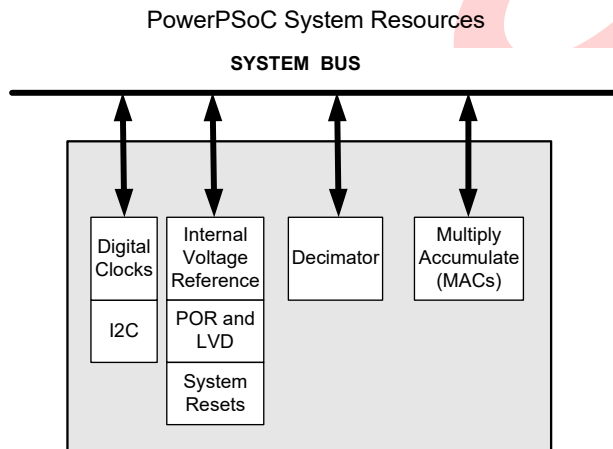 PowerPSoC System Resources
SYSTEM BUS
Digital
Clocks
I2C
Internal
Voltage
Reference
POR and
LVD
System
Resets
Decimator
Multiply
Accumulate
(MACs)